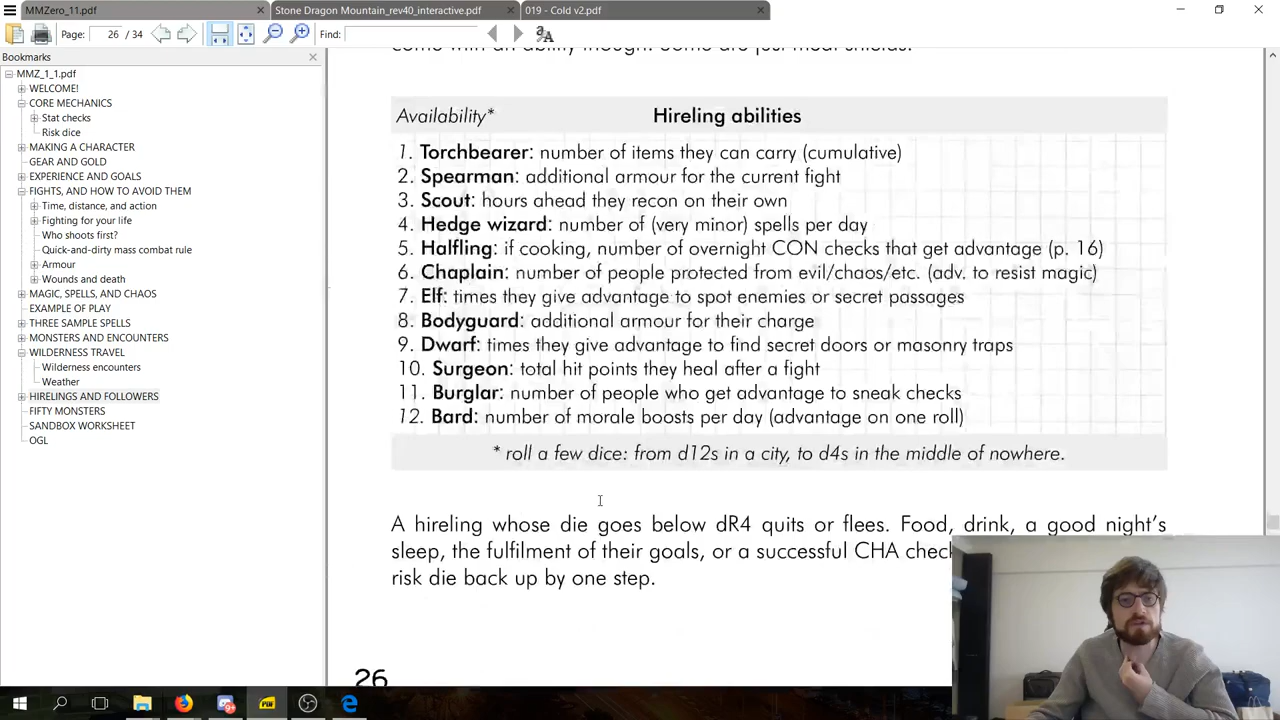 MMZero_11.pdf
Stone Dragon Mountain_rev40_interactive.pdf
019 - Cold v2.pdf
Page: 26 / 34
Find:
Bookmarks
MMZ_1_1.pdf
WELCOME!
CORE MECHANICS
Stat checks
Risk dice
MAKING A CHARACTER
GEAR AND GOLD
EXPERIENCE AND GOALS
FIGHTS, AND HOW TO AVOID THEM
Time, distance, and action
Fighting for your life
Who shoots first?
Quick-and-dirty mass combat rule
Armour
Wounds and death
MAGIC, SPELLS, AND CHAOS
EXAMPLE OF PLAY
THREE SAMPLE SPELLS
MONSTERS AND ENCOUNTERS
WILDERNESS TRAVEL
Wilderness encounters
Weather
HIRELINGS AND FOLLOWERS
FIFTY MONSTERS
SANDBOX WORKSHEET
OGL
come with an ability though. Some are just meat shields.
Availability* Hireling abilities
1. Torchbearer: number of items they can carry (cumulative)
2. Spearman: additional armour for the current fight
3. Scout: hours ahead they recon on their own
4. Hedge wizard: number of (very minor) spells per day
5. Halfling: if cooking, number of overnight CON checks that get advantage (p. 16)
6. Chaplain: number of people protected from evil/chaos/etc. (adv. to resist magic)
7. Elf: times they give advantage to spot enemies or secret passages
8. Bodyguard: additional armour for their charge
9. Dwarf: times they give advantage to find secret doors or masonry traps
10. Surgeon: total hit points they heal after a fight
11. Burglar: number of people who get advantage to sneak checks
12. Bard: number of morale boosts per day (advantage on one roll)
* roll a few dice: from d12s in a city, to d4s in the middle of nowhere.
A hireling whose die goes below dR4 quits or flees. Food, drink, a good night's
sleep, the fulfilment of their goals, or a successful CHA check
risk die back up by one step.
26